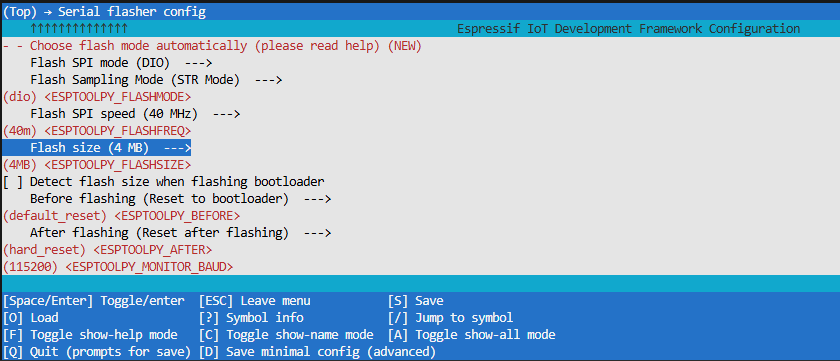 (Top) → Serial flasher config
↑↑↑↑↑↑↑↑↑↑↑↑↑↑ Espressif IoT Development Framework Configuration
- - Choose flash mode automatically (please read help) (NEW)
Flash SPI mode (DIO) --->
Flash Sampling Mode (STR Mode) --->
(dio) <ESPTOOLPY_FLASHMODE>
Flash SPI speed (40 MHz) --->
(40m) <ESPTOOLPY_FLASHFREQ>
Flash size (4 MB) --->
(4MB) <ESPTOOLPY_FLASHSIZE>
[ ] Detect flash size when flashing bootloader
Before flashing (Reset to bootloader) --->
(default_reset) <ESPTOOLPY_BEFORE>
After flashing (Reset after flashing) --->
(hard_reset) <ESPTOOLPY_AFTER>
(115200) <ESPTOOLPY_MONITOR_BAUD>
[Space/Enter] Toggle/enter [ESC] Leave menu [S] Save
[O] Load [?] Symbol info [/] Jump to symbol
[F] Toggle show-help mode [C] Toggle show-name mode [A] Toggle show-all mode
[Q] Quit (prompts for save) [D] Save minimal config (advanced)